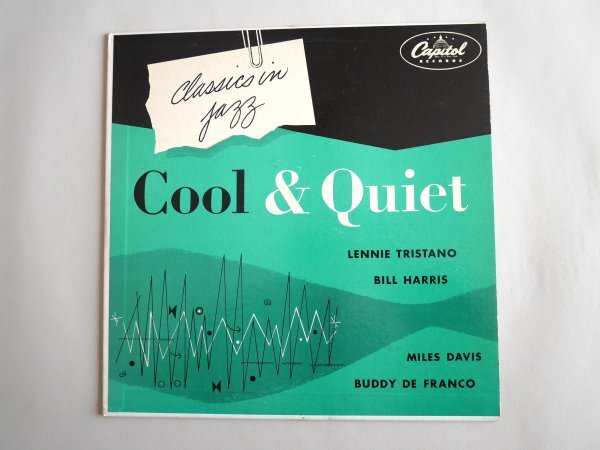 Classics in
jazz
Capitol
RECORDS
Cool & Quiet
LENNIE TRISTANO
BILL HARRIS
MILES DAVIS
BUDDY DE FRANCO